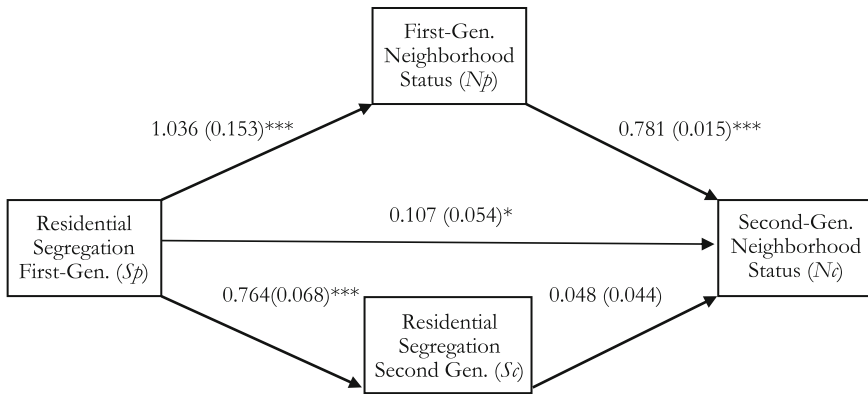 First-Gen.
Neighborhood
Status (Np)
1.036 (0.153)***
0.781 (0.015)***
Residential
Segregation
First-Gen. (Sp)
0.107 (0.054)*
Second-Gen.
Neighborhood
Status (Nc)
0.764(0.068)***
0.048 (0.044)
Residential
Segregation
Second Gen. (Sc)